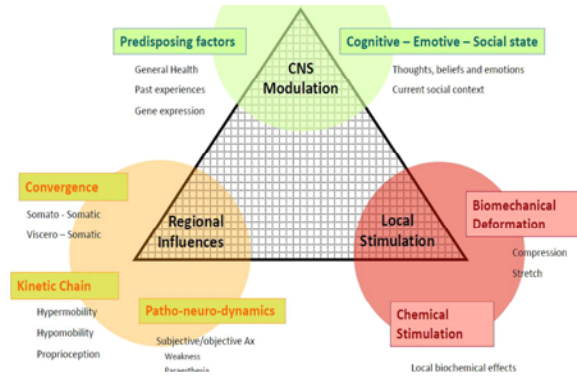 Predisposing factors
General Health
Past experiences
Gene expression
Cognitive – Emotive – Social state
Thoughts, beliefs and emotions
Current social context
CNS
Modulation
Convergence
Somato - Somatic
Viscero – Somatic
Regional
Influences
Local
Stimulation
Biomechanical
Deformation
Compression
Stretch
Kinetic Chain
Hypermobility
Hypomobility
Proprioception
Patho-neuro-dynamics
Subjective/objective Ax
Weakness
Paraesthesia
Chemical
Stimulation
Local biochemical effects